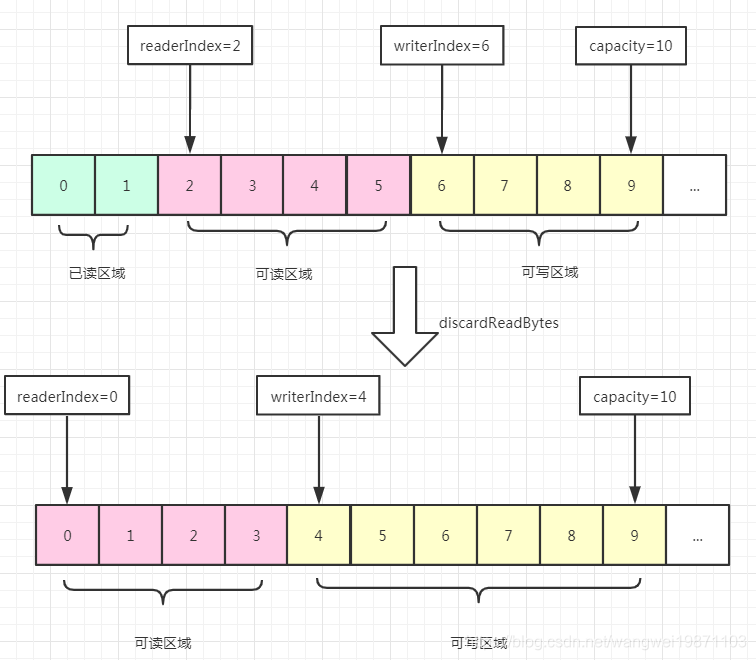 readerIndex=2
writerIndex=6
capacity=10
0 1 2 3 4 5 6 7 8 9 ...
已读区域
可读区域
可写区域
discardReadBytes
readerIndex=0
writerIndex=4
capacity=10
0 1 2 3 4 5 6 7 8 9 ...
可读区域
可写区域
/blog.csdn.net/wangwei19871103